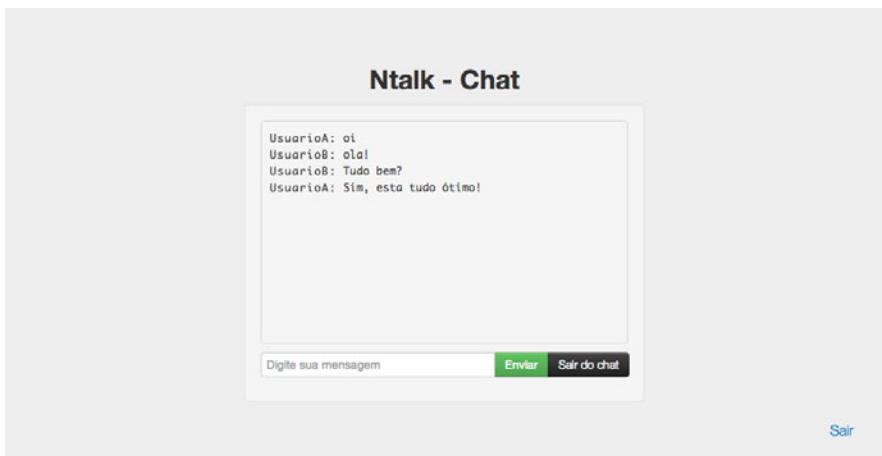 Ntalk - Chat
UsuarioA: oi
UsuarioB: ola!
UsuarioB: Tudo bem?
UsuarioA: Sim, esta tudo ótimo!
Digite sua mensagem Enviar Sair do chat
Sair